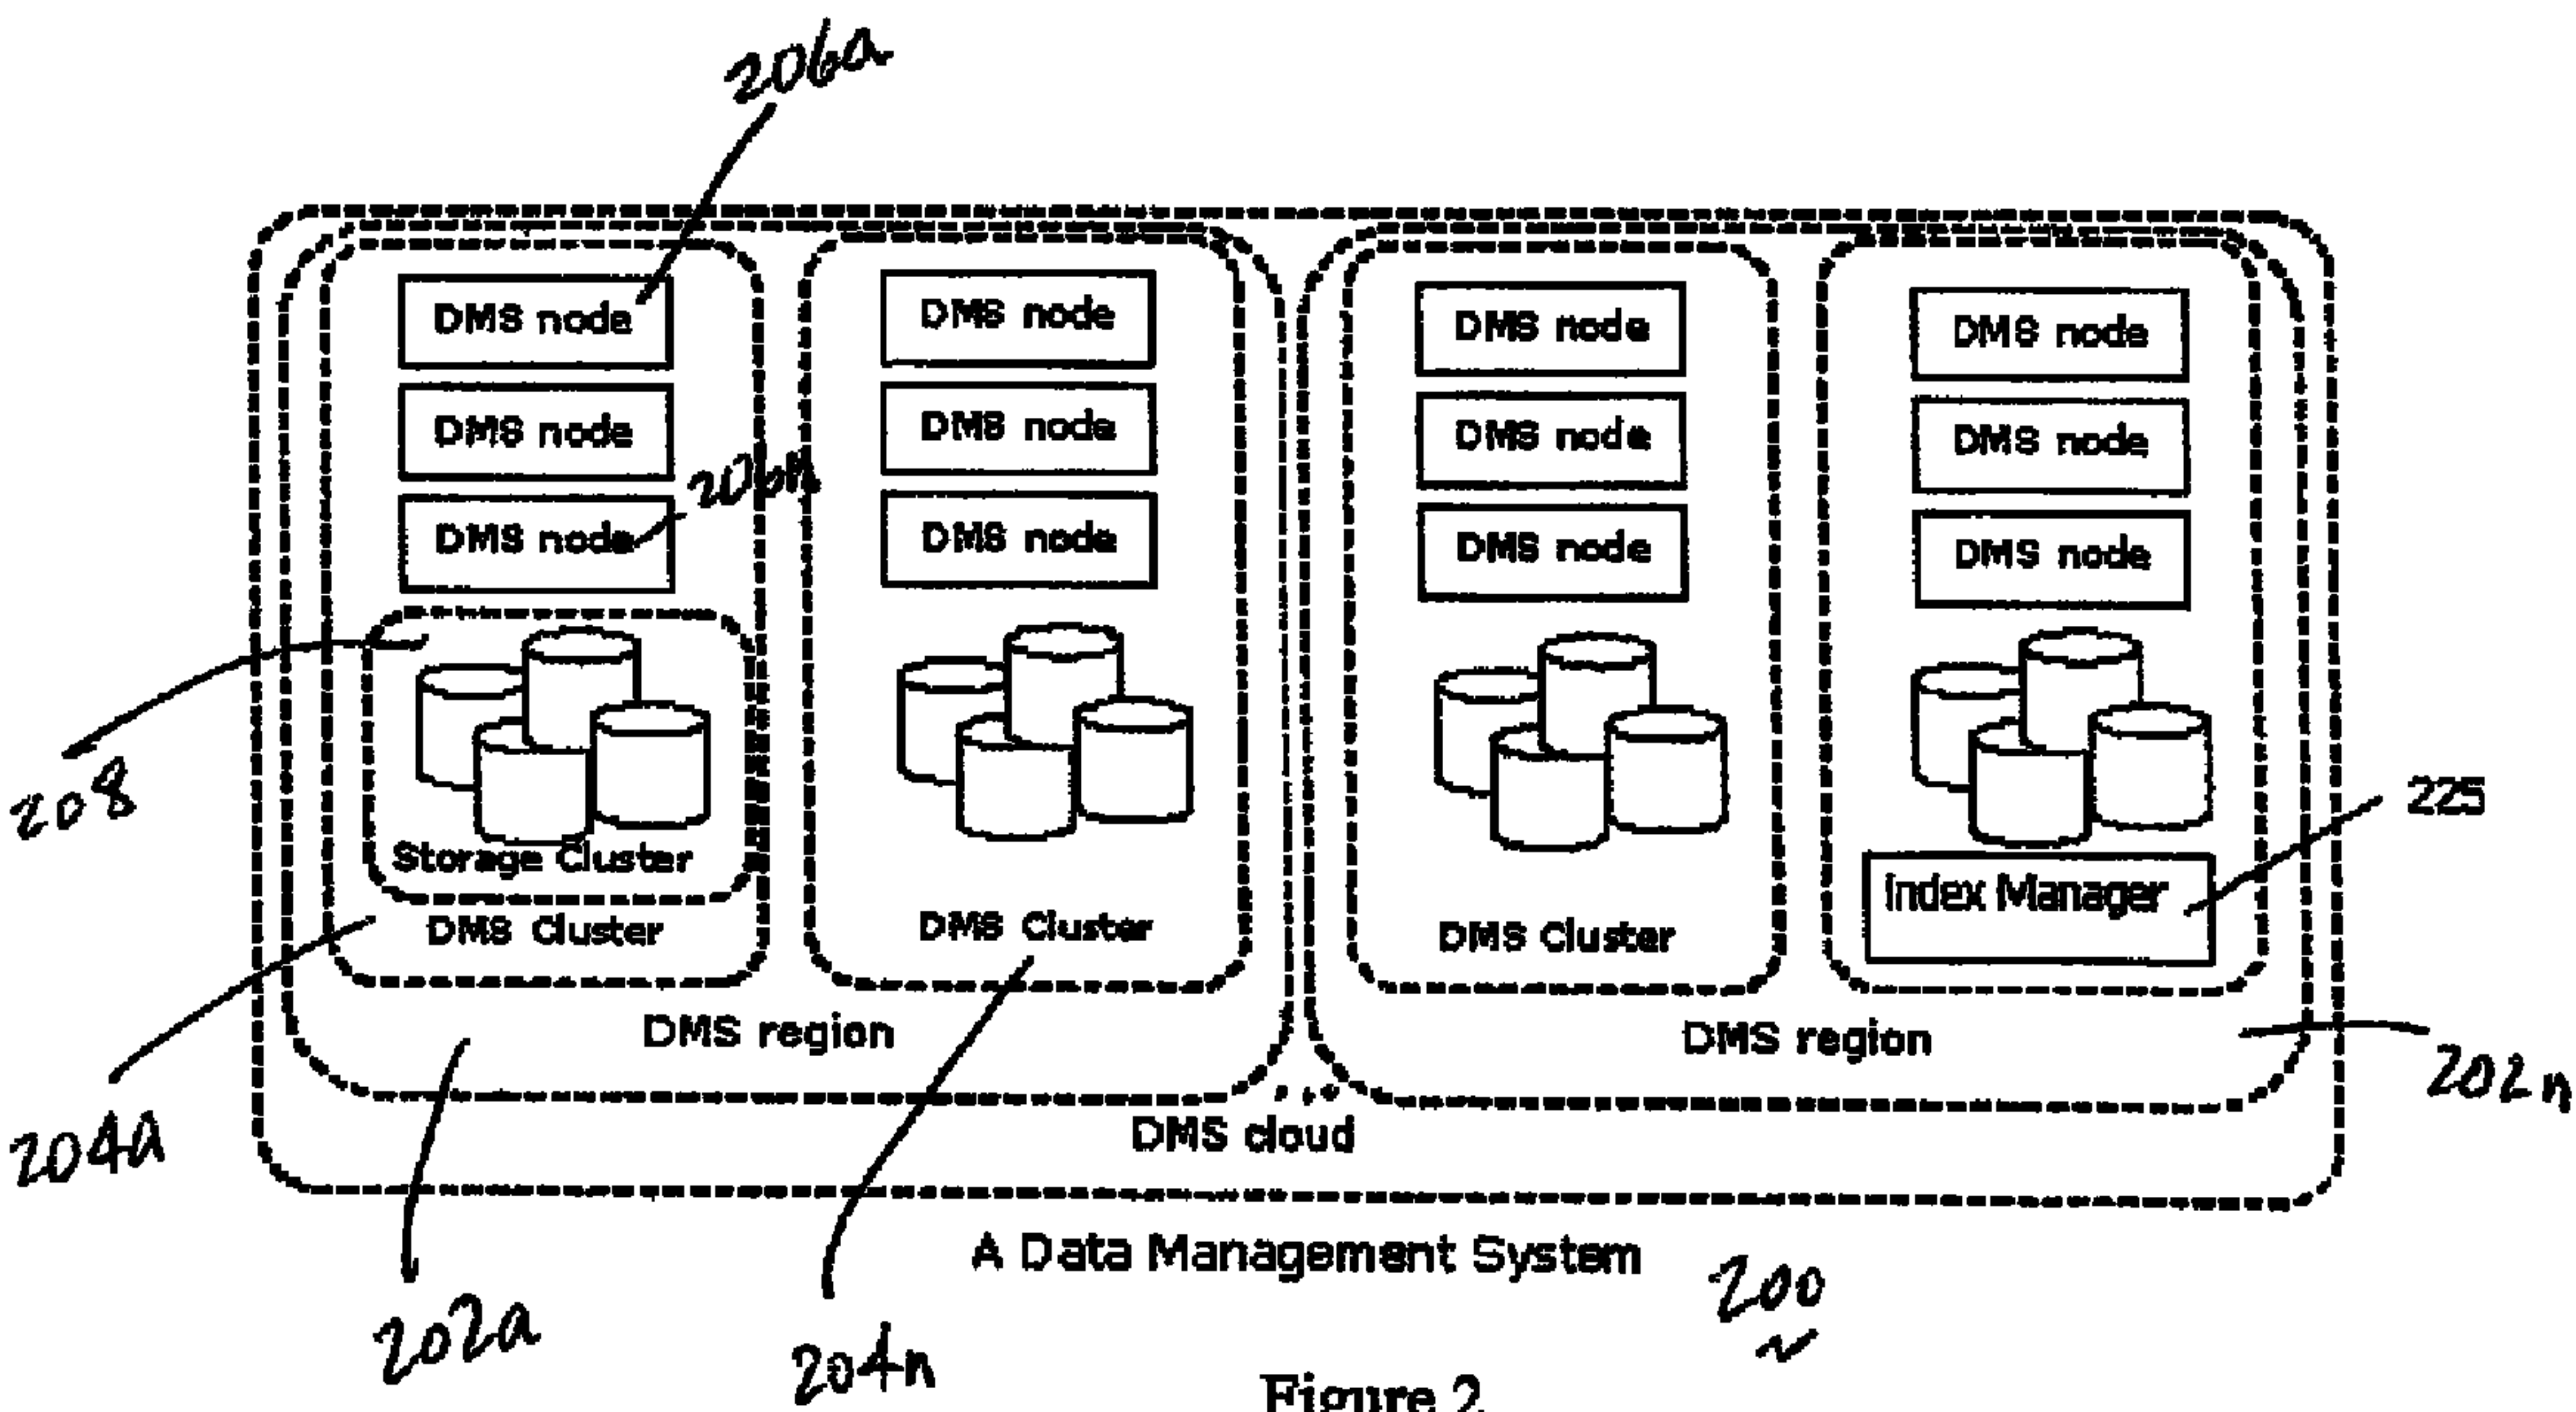 206a
DMS node
DMS node
DMS node
DMS node
DMS node
DMS node
DMS node
DMS node
206n
DMS node
DMS node
DMS node
DMS node
208
Storage Cluster
225
Index Manager
DMS Cluster
DMS Cluster
DMS Cluster
DMS region
DMS region
202n
204a
DMS cloud
A Data Management System
200
202a
204n
Figure 2